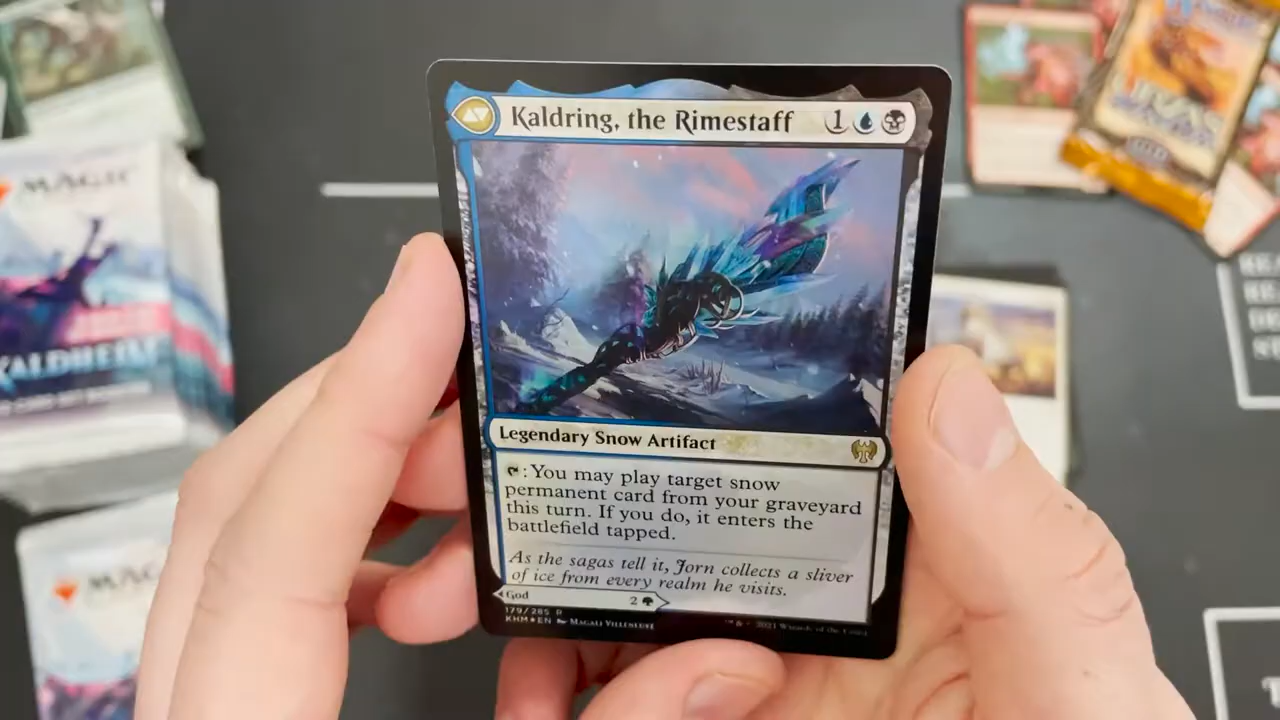 Kaldring, the Rimestaff 1
Legendary Snow Artifact
: You may play target snow
permanent card from your graveyard
this turn. If you do, it enters the
battlefield tapped.
As the sagas tell it, Jorn collects a sliver
of ice from every realm he visits.
God 2
179/285 R
KHM★EN MAGALI VILLENEUVE
2021 Wizards of the Coast
MAGIC
KALDHEIM
MAGIC